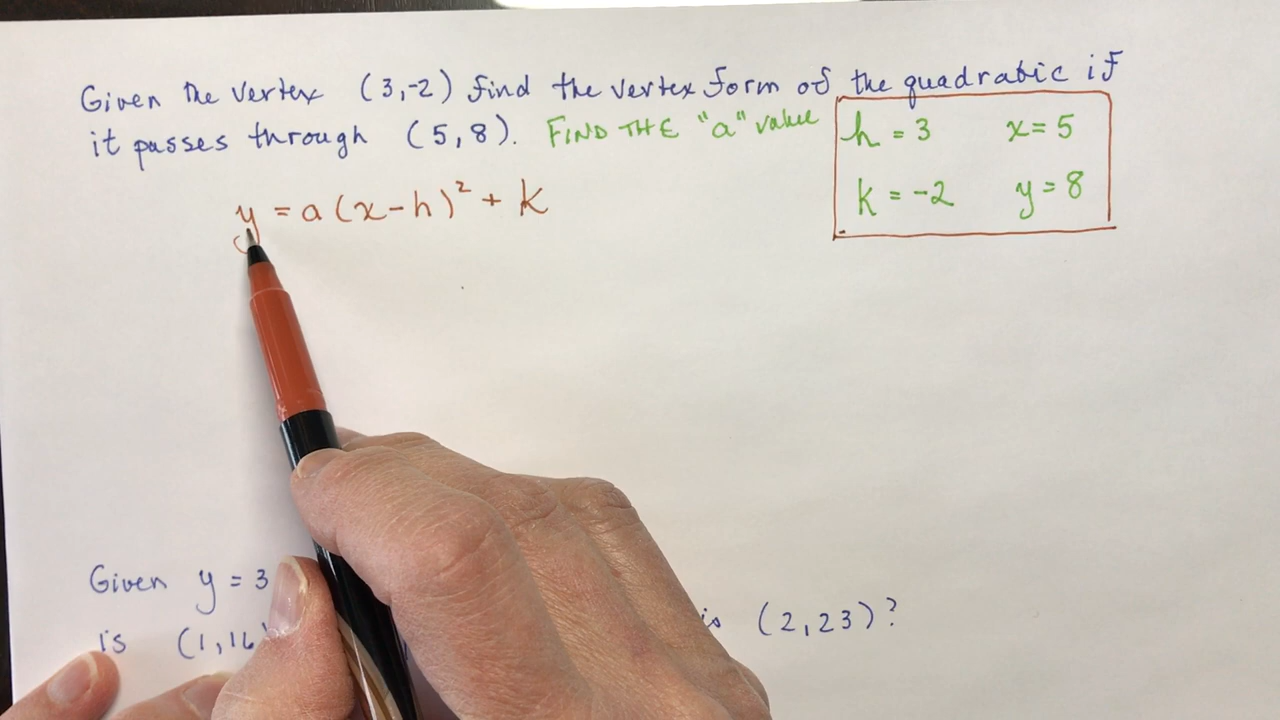 Given the vertex (3,-2) find the vertex form of the quadratic if
it passes through (5,8). FIND THE "a" value
h = 3 x = 5
k = -2 y = 8
y = a(x-h)² + k
Given y = 3
is (1,16 is (2,23)?